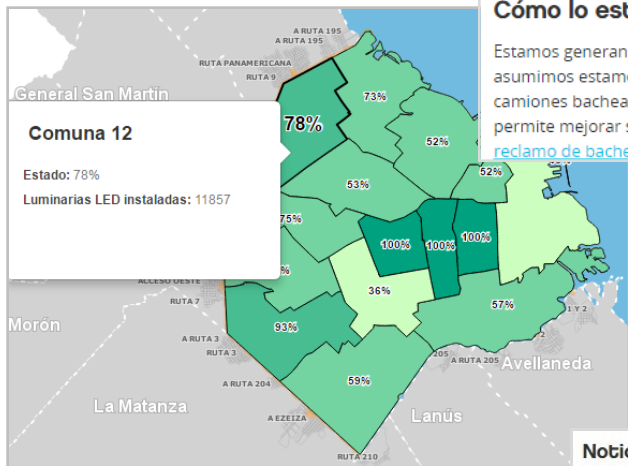 Cómo lo est
Estamos generan
asumimos estamo
camiones bachea
permite mejorar s
reclamo de bache
A RUTA 195
A RUTA 195
RUTA PANAMERICANA
RUTA 9
General San Martín
73%
78%
52%
Comuna 12
Estado: 78%
Luminarias LED instaladas: 11857
52%
53%
75%
100%
100%
100%
%
ACCESO OESTE
RUTA 7
36%
57%
Morón
93%
A RUTA 3
RUTA 3
1 Y 2
2
205
A RUTA 205
Avellaneda
A RUTA 204
59%
La Matanza
A EZEIZA
Lanús
RUTA 210
Notic